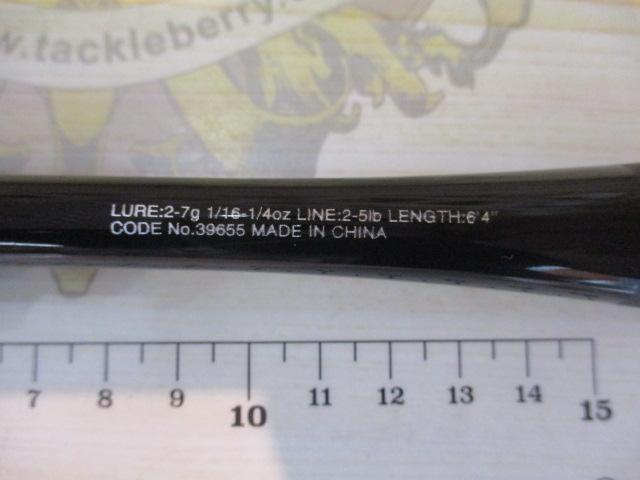 www.tackleberry.
LURE:2-7g 1/16-1/4oz LINE:2-5lb LENGTH:6'4"
CODE No.39655 MADE IN CHINA
7 8 9 10 11 12 13 14 15